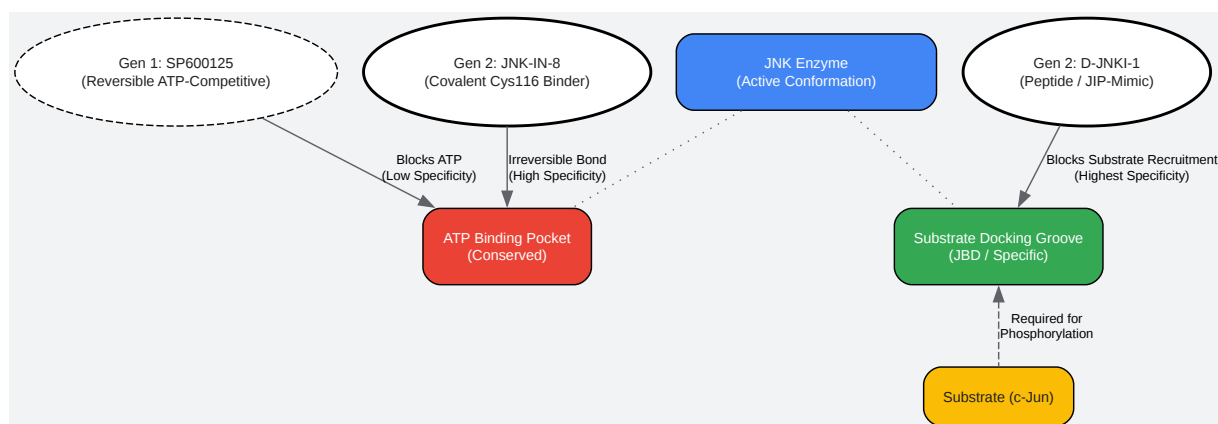 Gen 1: SP600125
(Reversible ATP-Competitive)
Gen 2: JNK-IN-8
(Covalent Cys116 Binder)
JNK Enzyme
(Active Conformation)
Gen 2: D-JNKI-1
(Peptide / JIP-Mimic)
Blocks ATP
(Low Specificity)
Irreversible Bond
(High Specificity)
Blocks Substrate Recruitment
(Highest Specificity)
ATP Binding Pocket
(Conserved)
Substrate Docking Groove
(JBD / Specific)
Required for
Phosphorylation
Substrate (c-Jun)